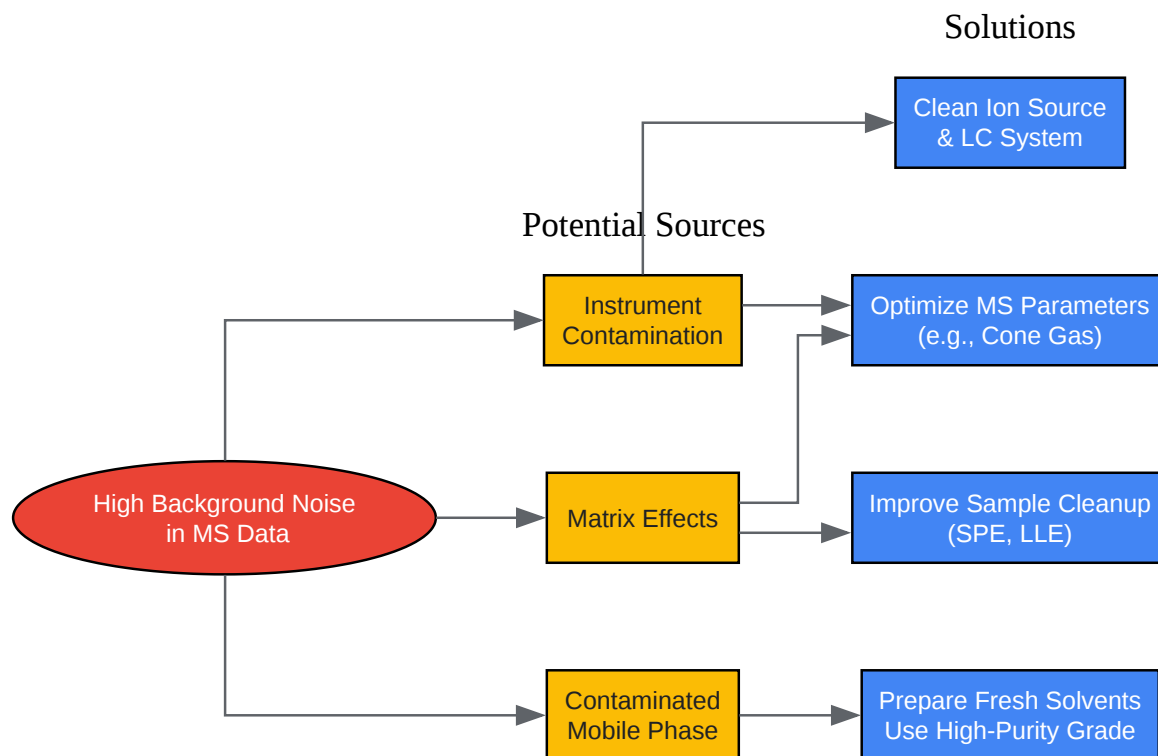 Solutions
Clean Ion Source
& LC System
Potential Sources
Instrument
Contamination
Optimize MS Parameters
(e.g., Cone Gas)
High Background Noise
in MS Data
Matrix Effects
Improve Sample Cleanup
(SPE, LLE)
Contaminated
Mobile Phase
Prepare Fresh Solvents
Use High-Purity Grade